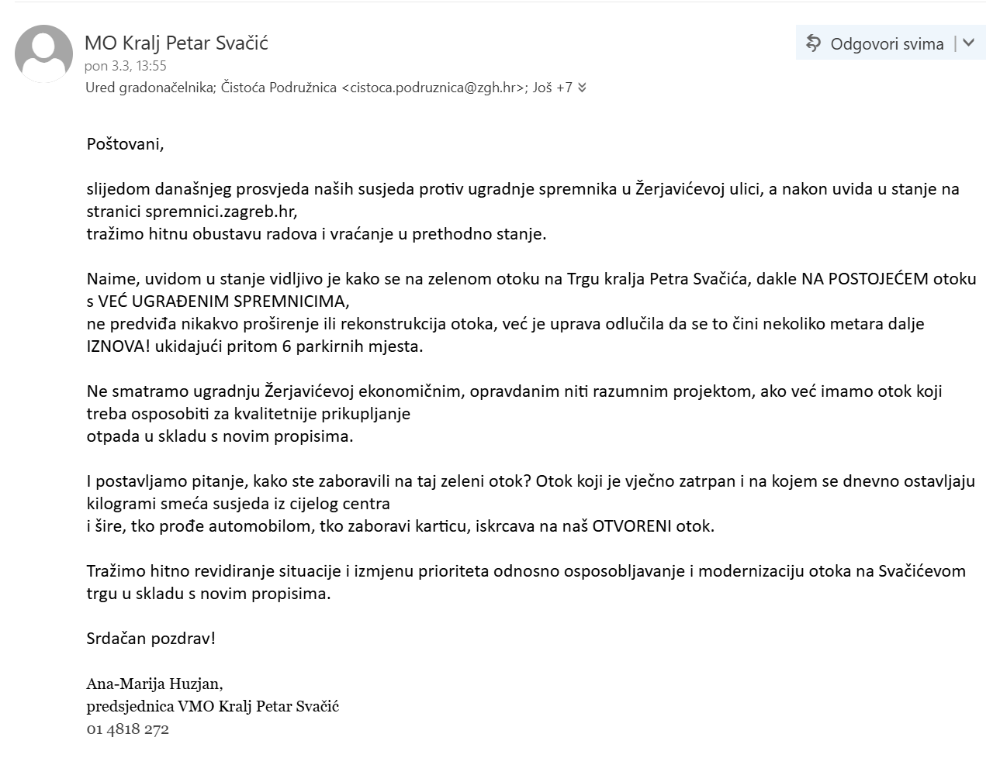 MO Kralj Petar Svačić
pon 3.3, 13:55
Odgovori svima
Ured gradonačelnika; Čistoća Podružnica <cistoca.podruznica@zgh.hr>; Još +7
Poštovani,
slijedom današnjeg prosvjeda naših susjeda protiv ugradnje spremnika u Žerjavićevoj ulici, a nakon uvida u stanje na
stranici spremnici.zagreb.hr,
tražimo hitnu obustavu radova i vraćanje u prethodno stanje.
Naime, uvidom u stanje vidljivo je kako se na zelenom otoku na Trgu kralja Petra Svačića, dakle NA POSTOJEĆEM otoku
s VEĆ UGRAĐENIM SPREMNICIMA,
ne predviđa nikakvo proširenje ili rekonstrukcija otoka, već je uprava odlučila da se to čini nekoliko metara dalje
IZNOVA! ukidajući pritom 6 parkirnih mjesta.
Ne smatramo ugradnju Žerjavićevoj ekonomičnim, opravdanim niti razumnim projektom, ako već imamo otok koji
treba osposobiti za kvalitetnije prikupljanje
otpada u skladu s novim propisima.
I postavljamo pitanje, kako ste zaboravili na taj zeleni otok? Otok koji je vječno zatrpan i na kojem se dnevno ostavljaju
kilogrami smeća susjeda iz cijelog centra
i šire, tko prođe automobilom, tko zaboravi karticu, iskrcava na naš OTVORENI otok.
Tražimo hitno revidiranje situacije i izmjenu prioriteta odnosno osposobljavanje i modernizaciju otoka na Svačićevom
trgu u skladu s novim propisima.
Srdačan pozdrav!
Ana-Marija Huzjan,
predsjednica VMO Kralj Petar Svačić
01 4818 272